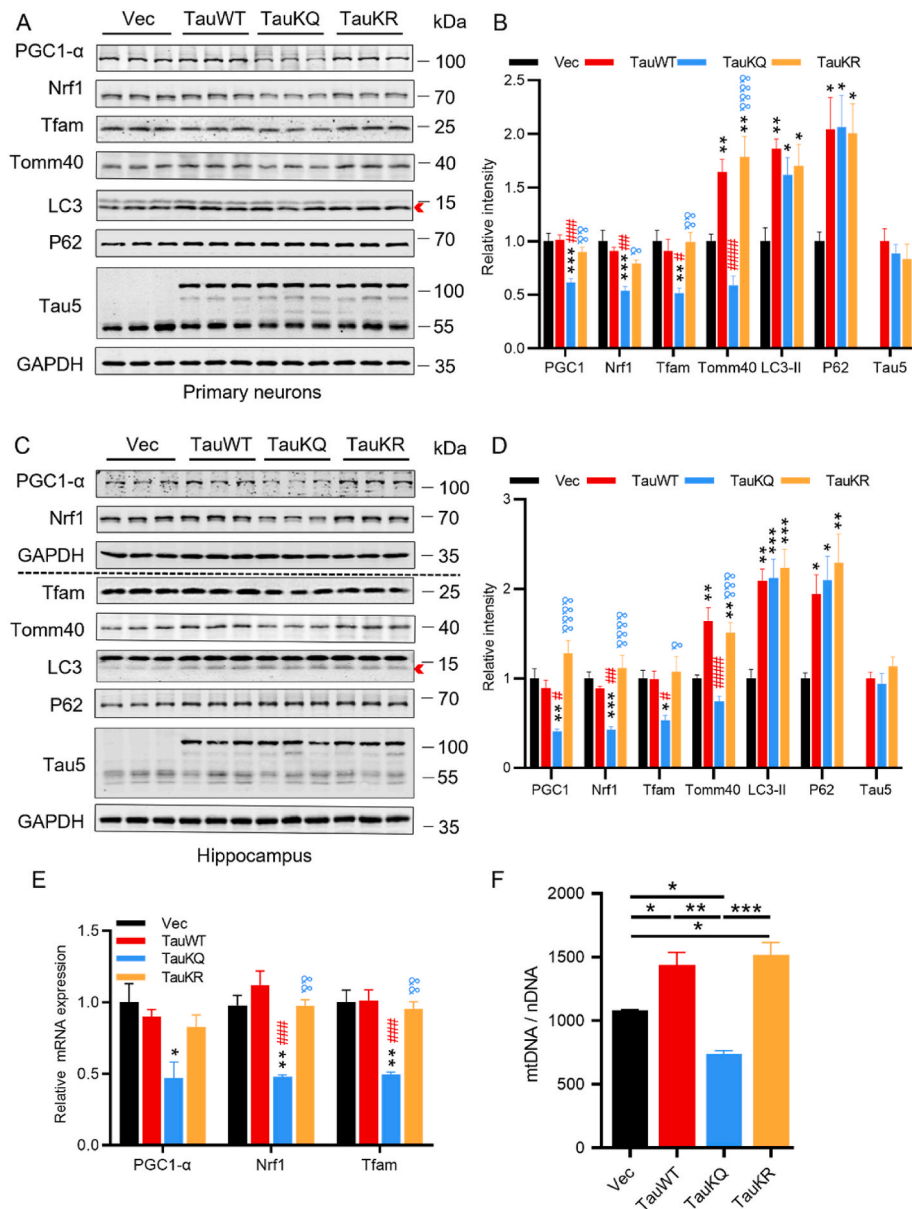 A
Vec TauWT TauKQ TauKR kDa
PGC1-α 100
Nrf1 70
Tfam 25
Tomm40 40
LC3 15
P62 70
Tau5 100
55
GAPDH 35
Primary neurons
B
Vec TauWT TauKQ TauKR
Relative intensity
2.5
2.0
1.5
1.0
0.5
0.0
*** ### && *** ## & ** # && #### ** ** &&&& ** * * * * *
PGC1 Nrf1 Tfam Tomm40 LC3-II P62 Tau5
C
Vec TauWT TauKQ TauKR kDa
PGC1-α 100
Nrf1 70
GAPDH 35
Tfam 25
Tomm40 40
LC3 15
P62 70
Tau5 100
55
GAPDH 35
Hippocampus
D
Vec TauWT TauKQ TauKR
Relative intensity
3
2
1
0
** # &&&& *** ## &&&& * # & ** #### ** &&& ** *** *** * * **
PGC1 Nrf1 Tfam Tomm40 LC3-II P62 Tau5
E
Vec
TauWT
TauKQ
TauKR
Relative mRNA expression
1.5
1.0
0.5
0.0
* ** ### && ** ### &&
PGC1-α Nrf1 Tfam
F
mtDNA / nDNA
2000
1500
1000
500
0
*
* ** ***
*
Vec TauWT TauKQ TauKR